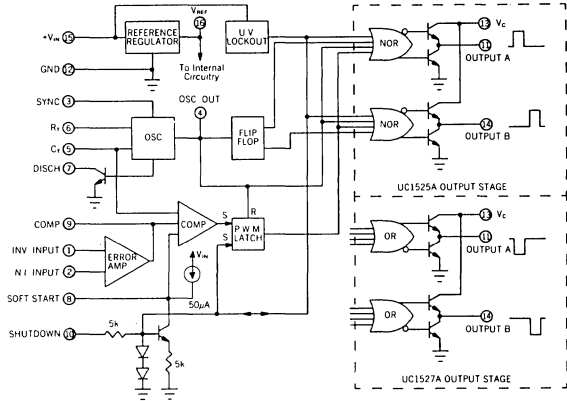 +VIN 15
REFERENCE REGULATOR
VREF 16
UV LOCKOUT
To Internal Circuitry
GND 12
SYNC 3
RT 6
CT 5
DISCH 7
OSC
OSC OUT 4
FLIP FLOP
COMP 9
INV INPUT 1
N I INPUT 2
ERROR AMP
COMP
S
S
R
PWM LATCH
VIN
50µA
SOFT START 8
SHUTDOWN 10
5k
5k
NOR
13 VC
11
OUTPUT A
NOR
14
OUTPUT B
UC1525A OUTPUT STAGE
OR
13 VC
11
OUTPUT A
OR
14
OUTPUT B
UC1527A OUTPUT STAGE